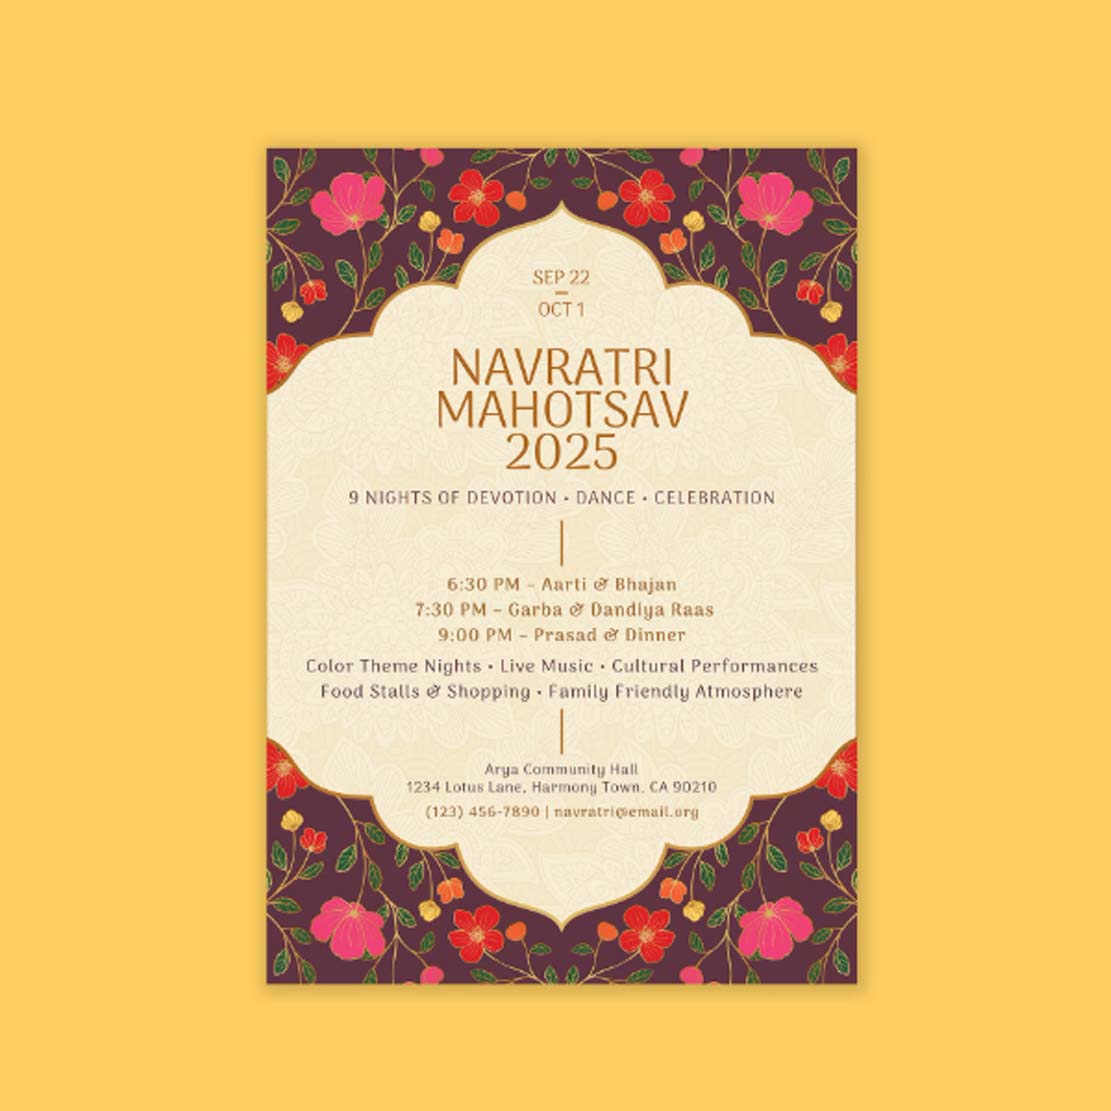 SEP 22
–
OCT 1
NAVRATRI
MAHOTSAV
2025
9 NIGHTS OF DEVOTION • DANCE • CELEBRATION
6:30 PM – Aarti & Bhajan
7:30 PM – Garba & Dandiya Raas
9:00 PM – Prasad & Dinner
Color Theme Nights • Live Music • Cultural Performances
Food Stalls & Shopping • Family Friendly Atmosphere
Arya Community Hall
1234 Lotus Lane, Harmony Town, CA 90210
(123) 456-7890 | navratri@email.org